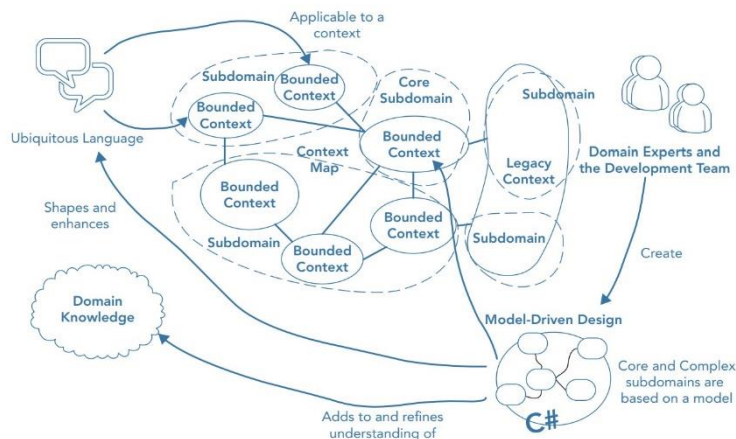 Applicable to a
context
Ubiquitous Language
Subdomain
Bounded
Context
Bounded
Context
Core
Subdomain
Bounded
Context
Context
Map
Subdomain
Legacy
Context
Subdomain
Domain Experts and
the Development Team
Bounded
Context
Subdomain
Bounded
Context
Bounded
Context
Shapes and
enhances
Create
Domain
Knowledge
Model-Driven Design
Core and Complex
subdomains are
based on a model
C#
Adds to and refines
understanding of